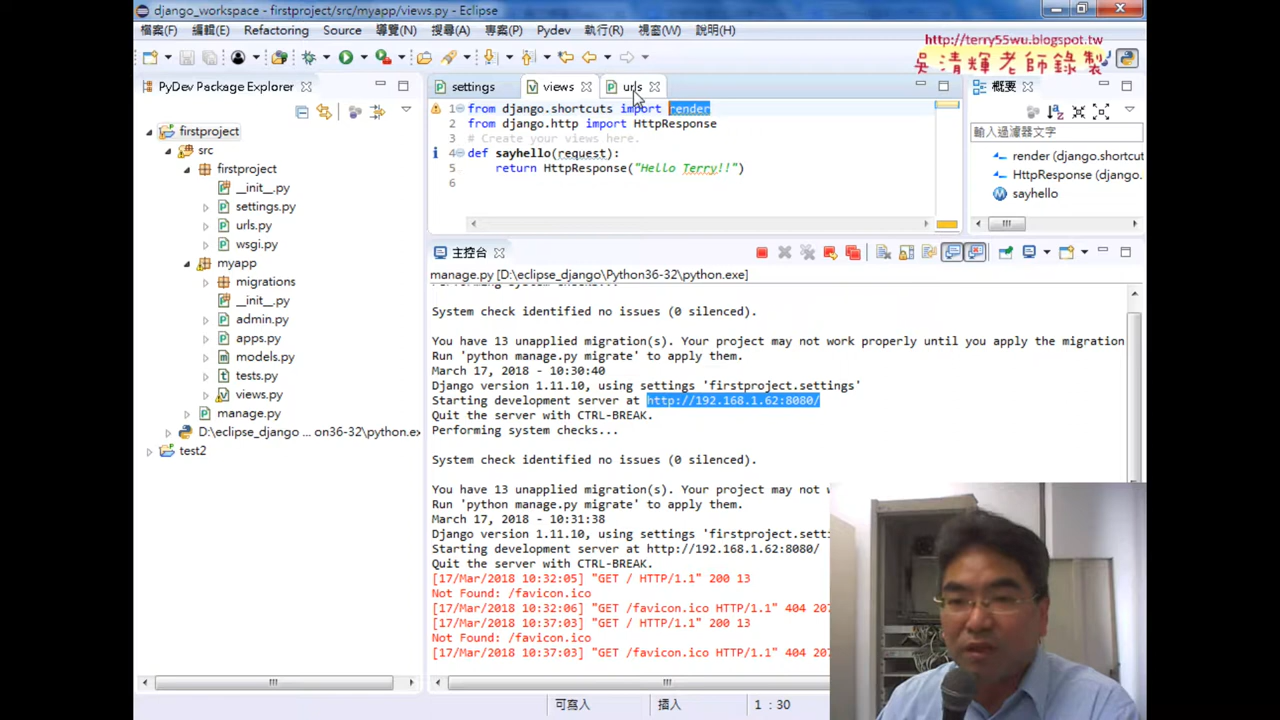 django_workspace - firstproject/src/myapp/views.py - Eclipse
檔案(F) 編輯(E) Refactoring Source 導覽(N) 搜尋(A) 專案(P) Pydev 執行(R) 視窗(W) 說明(H)
http://terry55wu.blogspot.tw
吳清輝老師錄製
PyDev Package Explorer
settings views urls
概要
firstproject
src
firstproject
__init__.py
settings.py
urls.py
wsgi.py
myapp
migrations
__init__.py
admin.py
apps.py
models.py
tests.py
views.py
manage.py
D:\eclipse_django ... on36-32\python.ex
test2
1 from django.shortcuts import render
2 from django.http import HttpResponse
3 # Create your views here.
4 def sayhello(request):
5 return HttpResponse("Hello Terry!!")
6
輸入過濾器文字
render (django.shortcut
HttpResponse (django.
sayhello
主控台
manage.py [D:\eclipse_django\Python36-32\python.exe]
Performing system checks...
System check identified no issues (0 silenced).
You have 13 unapplied migration(s). Your project may not work properly until you apply the migration
Run 'python manage.py migrate' to apply them.
March 17, 2018 - 10:30:40
Django version 1.11.10, using settings 'firstproject.settings'
Starting development server at http://192.168.1.62:8080/
Quit the server with CTRL-BREAK.
Performing system checks...
System check identified no issues (0 silenced).
You have 13 unapplied migration(s). Your project may not w
Run 'python manage.py migrate' to apply them.
March 17, 2018 - 10:31:38
Django version 1.11.10, using settings 'firstproject.setti
Starting development server at http://192.168.1.62:8080/
Quit the server with CTRL-BREAK.
[17/Mar/2018 10:32:05] "GET / HTTP/1.1" 200 13
Not Found: /favicon.ico
[17/Mar/2018 10:32:06] "GET /favicon.ico HTTP/1.1" 404 207
[17/Mar/2018 10:37:03] "GET / HTTP/1.1" 200 13
Not Found: /favicon.ico
[17/Mar/2018 10:37:03] "GET /favicon.ico HTTP/1.1" 404 207
可寫入 插入 1 : 30